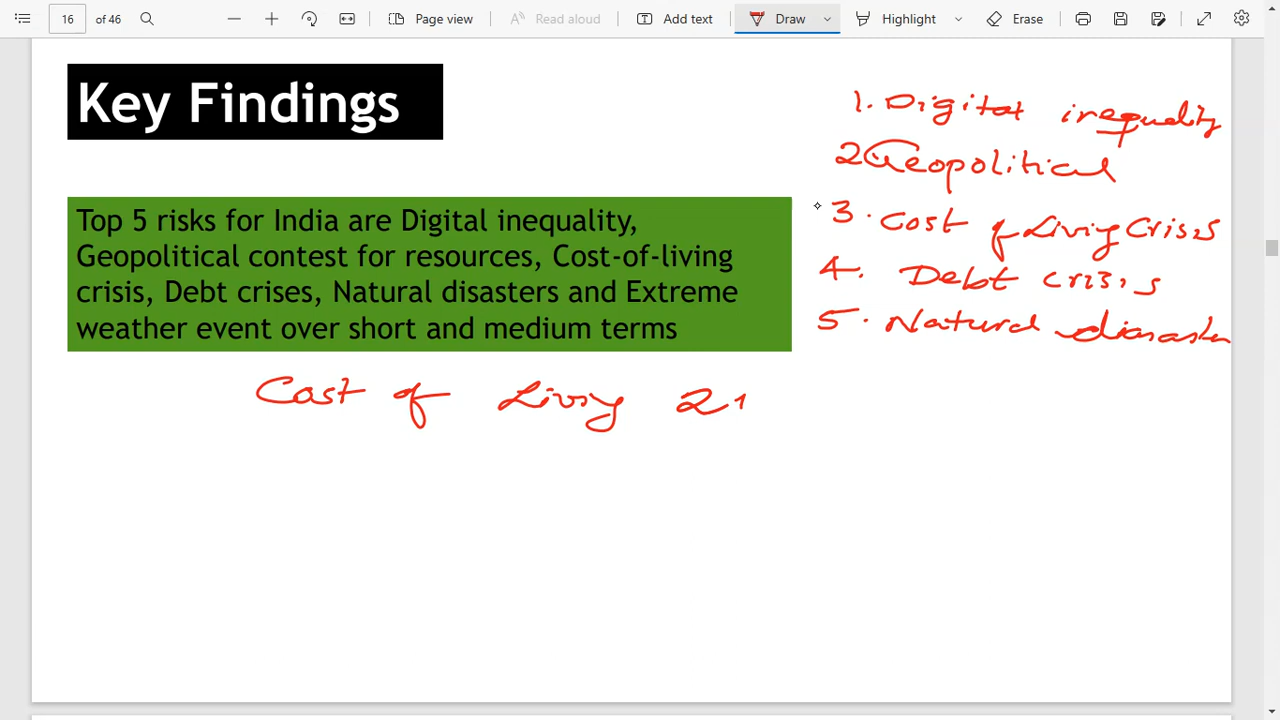 16 of 46 Page view Read aloud Add text Draw Highlight Erase
Key Findings
Top 5 risks for India are Digital inequality,
Geopolitical contest for resources, Cost-of-living
crisis, Debt crises, Natural disasters and Extreme
weather event over short and medium terms
1. Digital inequality
2 Geopolitical
3. Cost of Living Crisis
4. Debt crisis
5. Natural
Cost of Living 21